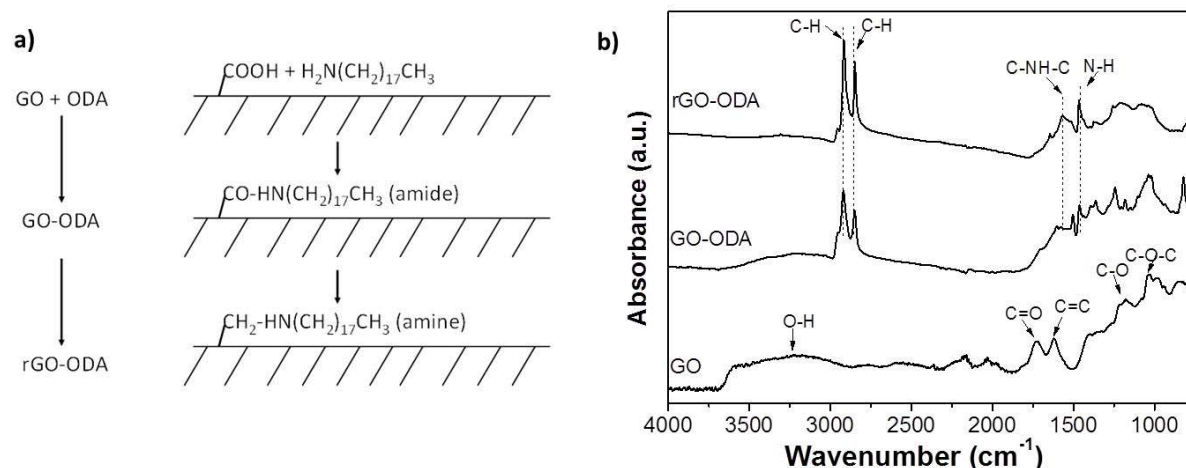 a)
GO + ODA
GO-ODA
rGO-ODA
COOH + H₂N(CH₂)₁₇CH₃
CO-HN(CH₂)₁₇CH₃ (amide)
CH₂-HN(CH₂)₁₇CH₃ (amine)
b)
C-H
C-H
C-NH-C
N-H
rGO-ODA
GO-ODA
C-O
C-O-C
C=O
C=C
O-H
GO
Absorbance (a.u.)
4000 3500 3000 2500 2000 1500 1000
Wavenumber (cm⁻¹)